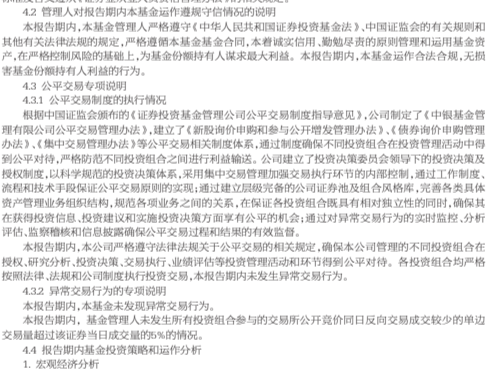 4.2 管理人对报告期内本基金运作遵规守信情况的说明
本报告期内，本基金管理人严格遵守《中华人民共和国证券投资基金法》、中国证监会的有关规则和
其他有关法律法规的规定，严格遵循本基金基金合同，本着诚实信用、勤勉尽责的原则管理和运用基金资
产，在严格控制风险的基础上，为基金份额持有人谋求最大利益。本报告期内，本基金运作合法合规，无损
害基金份额持有人利益的行为。
4.3 公平交易专项说明
4.3.1 公平交易制度的执行情况
根据中国证监会颁布的《证券投资基金管理公司公平交易制度指导意见》，公司制定了《中银基金管
理有限公司公平交易管理办法》，建立了《新股询价申购和参与公开增发管理办法》、《债券询价申购管理
办法》、《集中交易管理办法》等公平交易相关制度体系，通过制度确保不同投资组合在投资管理活动中得
到公平对待，严格防范不同投资组合之间进行利益输送。公司建立了投资决策委员会领导下的投资决策及
授权制度，以科学规范的投资决策体系，采用集中交易管理加强交易执行环节的内部控制，通过工作制度、
流程和技术手段保证公平交易原则的实现；通过建立层级完备的公司证券池及组合风格库，完善各类具体
资产管理业务组织结构，规范各项业务之间的关系，在保证各投资组合既具有相对独立性的同时，确保其
在获得投资信息、投资建议和实施投资决策方面享有公平的机会；通过对异常交易行为的实时监控、分析
评估、监察稽核和信息披露确保公平交易过程和结果的有效监督。
本报告期内，本公司严格遵守法律法规关于公平交易的相关规定，确保本公司管理的不同投资组合在
授权、研究分析、投资决策、交易执行、业绩评估等投资管理活动和环节得到公平对待。各投资组合均严格
按照法律、法规和公司制度执行投资交易，本报告期内未发生异常交易行为。
4.3.2 异常交易行为的专项说明
本报告期内，本基金未发现异常交易行为。
本报告期内，基金管理人未发生所有投资组合参与的交易所公开竞价同日反向交易成交较少的单边
交易量超过该证券当日成交量的5%的情况。
4.4 报告期内基金投资策略和运作分析
1. 宏观经济分析